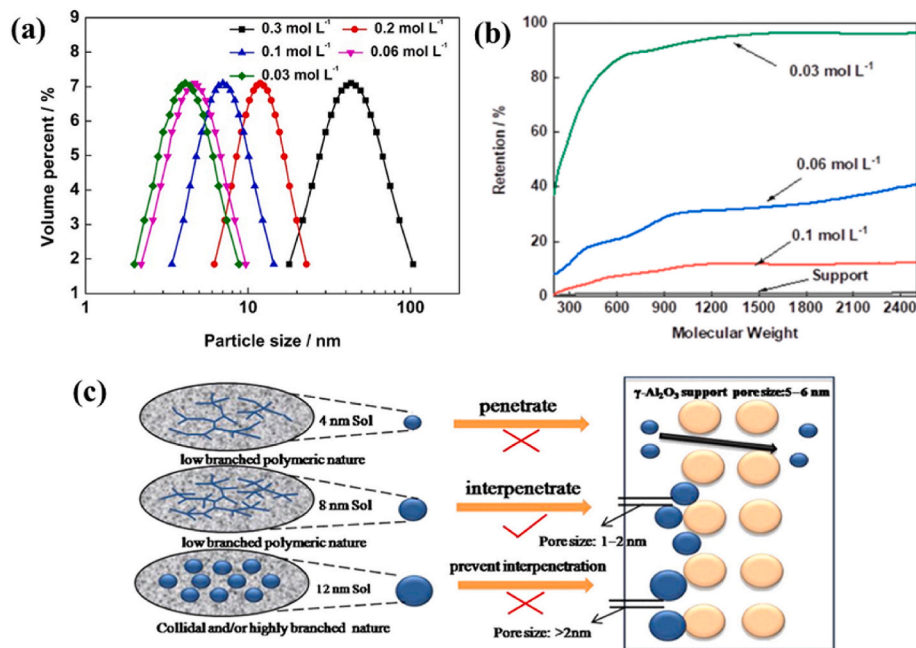 (a)
0.3 mol L⁻¹ 0.2 mol L⁻¹
0.1 mol L⁻¹ 0.06 mol L⁻¹
0.03 mol L⁻¹
9
8
7
6
5
4
3
2
1
Volume percent / %
1 10 100
Particle size / nm
(b)
100
80
60
40
20
0
Retention / %
0.03 mol L⁻¹
0.06 mol L⁻¹
0.1 mol L⁻¹
Support
300 600 900 1200 1500 1800 2100 2400
Molecular Weight
(c)
4 nm Sol
low branched polymeric nature
penetrate
8 nm Sol
low branched polymeric nature
interpenetrate
12 nm Sol
Collidal and/or highly branched nature
prevent interpenetration
γ-Al₂O₃ support pore size:5–6 nm
Pore size: 1–2 nm
Pore size: >2nm